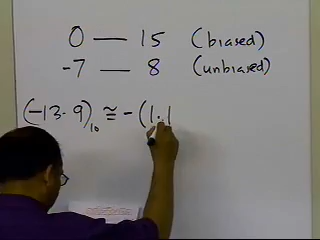 0 — 15 (biased)
-7 — 8 (unbiased)
(-13.9)₁₀ ≅ -(1.1